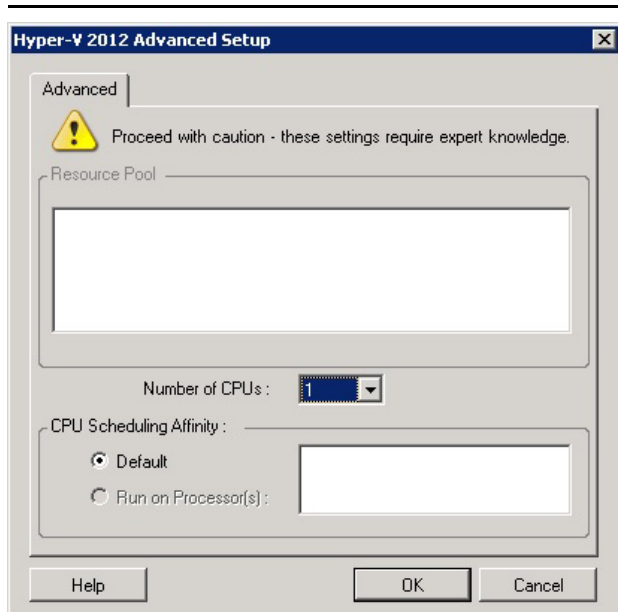 Hyper-V 2012 Advanced Setup
Advanced
Proceed with caution - these settings require expert knowledge.
Resource Pool
Number of CPUs :
1
CPU Scheduling Affinity :
Default
Run on Processor(s) :
Help
OK
Cancel